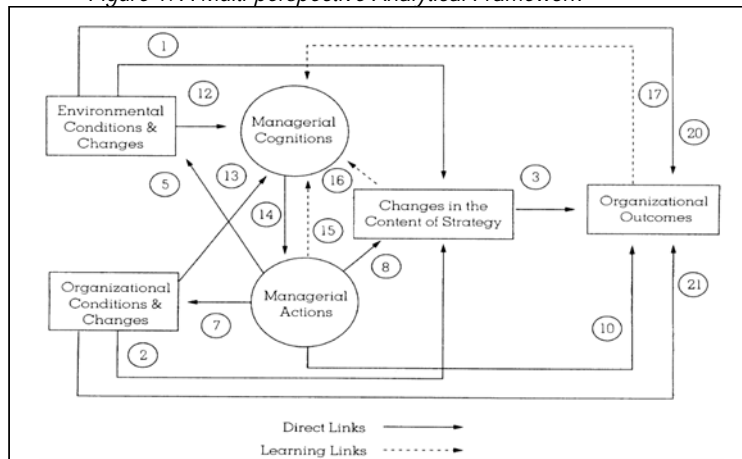 Figure 1. A Multi-perspective Analytical Framework
1
12
17
Environmental
Conditions &
Changes
Managerial
Cognitions
20
5
13
16
3
14
15
Changes in the
Content of Strategy
Organizational
Outcomes
8
Organizational
Conditions &
Changes
Managerial
Actions
7
10
21
2
Direct Links
Learning Links